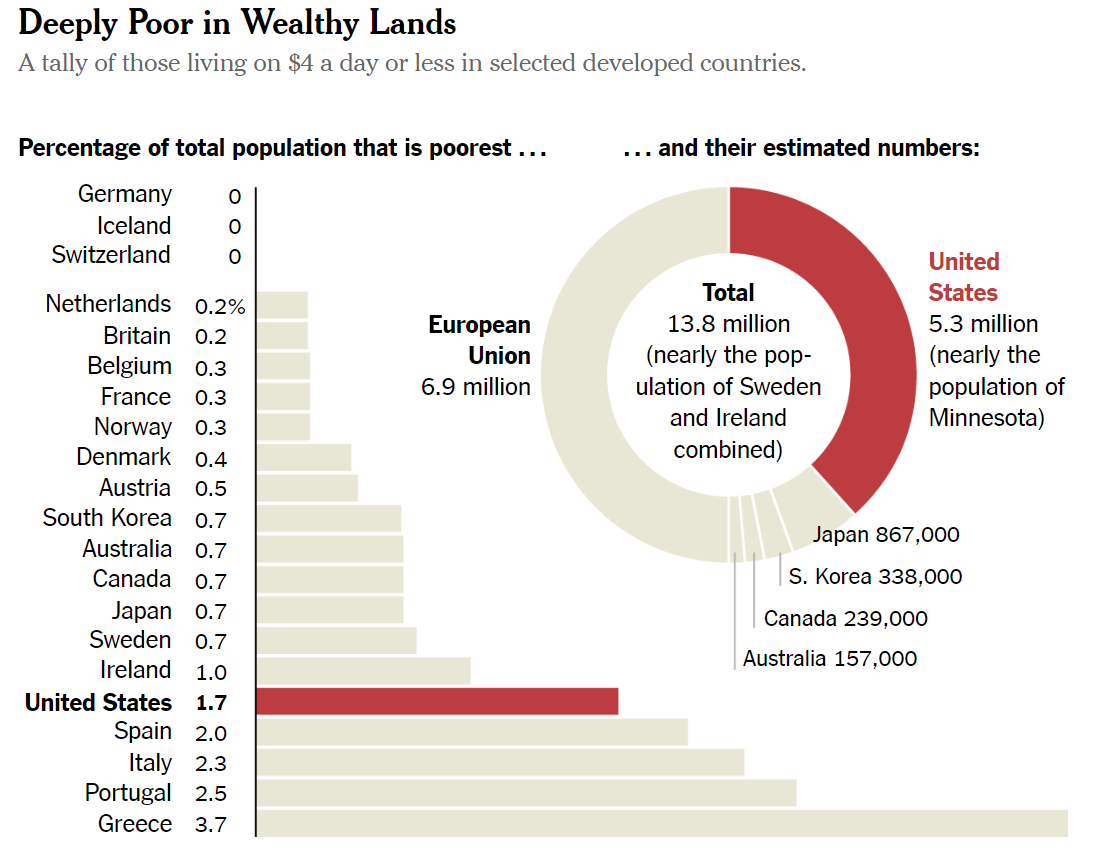 Deeply Poor in Wealthy Lands
A tally of those living on $4 a day or less in selected developed countries.
Percentage of total population that is poorest . . .
Germany 0
Iceland 0
Switzerland 0
Netherlands 0.2%
Britain 0.2
Belgium 0.3
France 0.3
Norway 0.3
Denmark 0.4
Austria 0.5
South Korea 0.7
Australia 0.7
Canada 0.7
Japan 0.7
Sweden 0.7
Ireland 1.0
United States 1.7
Spain 2.0
Italy 2.3
Portugal 2.5
Greece 3.7
. . . and their estimated numbers:
European
Union
6.9 million
Total
13.8 million
(nearly the pop-
ulation of Sweden
and Ireland
combined)
United
States
5.3 million
(nearly the
population of
Minnesota)
Japan 867,000
S. Korea 338,000
Canada 239,000
Australia 157,000